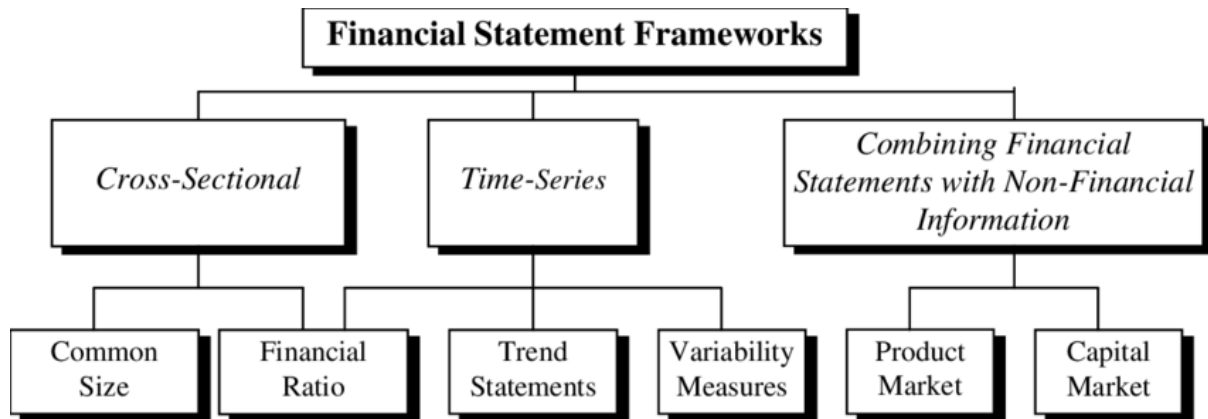 Financial Statement Frameworks
Cross-Sectional
Time-Series
Combining Financial
Statements with Non-Financial
Information
Common
Size
Financial
Ratio
Trend
Statements
Variability
Measures
Product
Market
Capital
Market